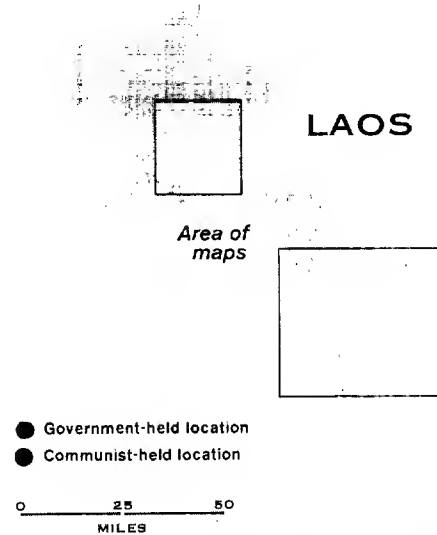 LAOS
Area of
maps
Government-held location
Communist-held location
0 25 50
MILES